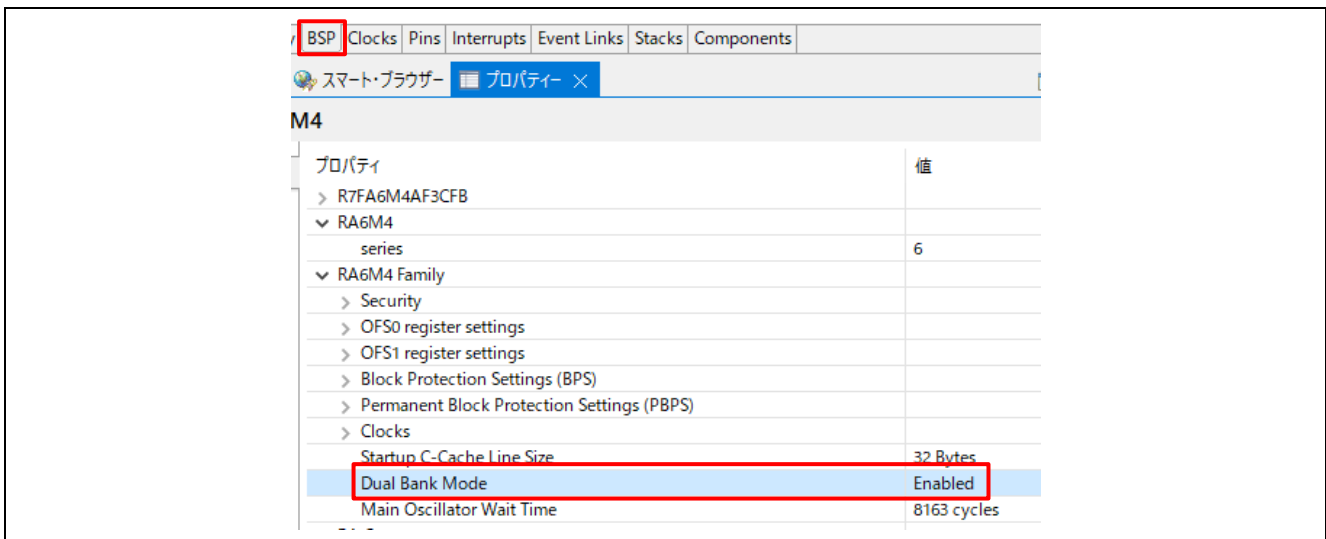 BSP Clocks Pins Interrupts Event Links Stacks Components
スマート・ブラウザー プロパティー
M4
プロパティ 値
R7FA6M4AF3CFB
RA6M4
series 6
RA6M4 Family
Security
OFS0 register settings
OFS1 register settings
Block Protection Settings (BPS)
Permanent Block Protection Settings (PBPS)
Clocks
Startup C-Cache Line Size 32 Bytes
Dual Bank Mode Enabled
Main Oscillator Wait Time 8163 cycles